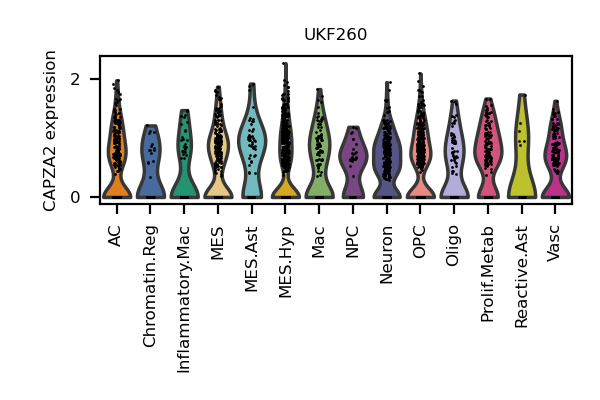 UKF260
CAPZA2 expression
2
0
AC
Chromatin.Reg
Inflammatory.Mac
MES
MES.Ast
MES.Hyp
Mac
NPC
Neuron
OPC
Oligo
Prolif.Metab
Reactive.Ast
Vasc